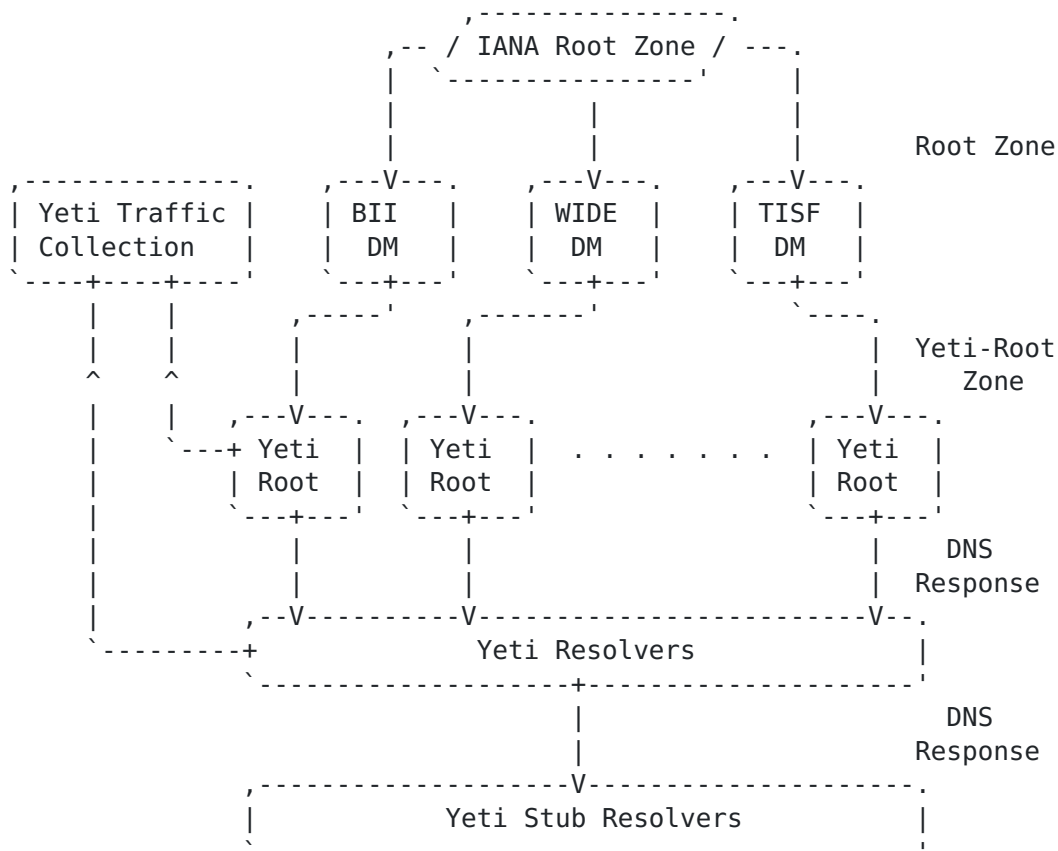 IANA Root Zone
Root Zone
Yeti Traffic BII WIDE TISF
Collection DM DM DM
Yeti-Root
Zone
Yeti Yeti . . . . . . . Yeti
Root Root Root
DNS
Response
Yeti Resolvers
DNS
Response
Yeti Stub Resolvers